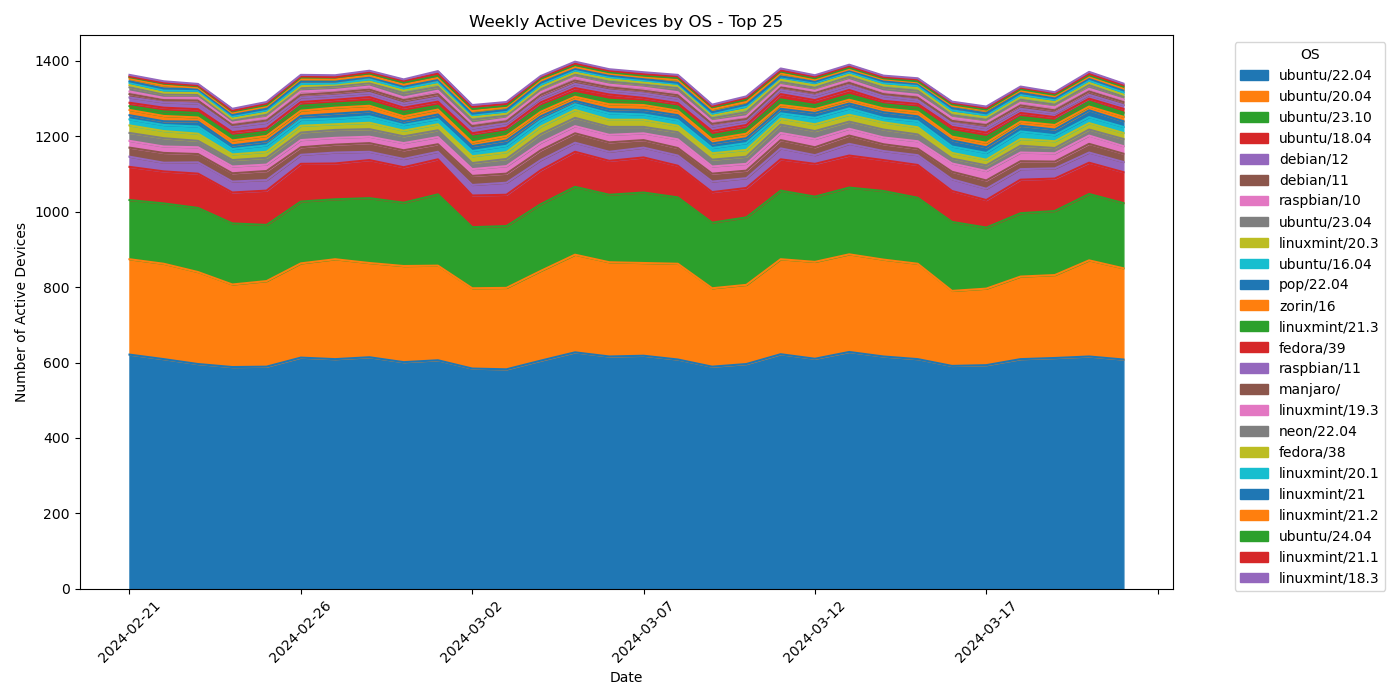 Weekly Active Devices by OS - Top 25
Number of Active Devices
1400
1200
1000
800
600
400
200
0
2024-02-21
2024-02-26
2024-03-02
2024-03-07
2024-03-12
2024-03-17
Date
OS
ubuntu/22.04
ubuntu/20.04
ubuntu/23.10
ubuntu/18.04
debian/12
debian/11
raspbian/10
ubuntu/23.04
linuxmint/20.3
ubuntu/16.04
pop/22.04
zorin/16
linuxmint/21.3
fedora/39
raspbian/11
manjaro/
linuxmint/19.3
neon/22.04
fedora/38
linuxmint/20.1
linuxmint/21
linuxmint/21.2
ubuntu/24.04
linuxmint/21.1
linuxmint/18.3